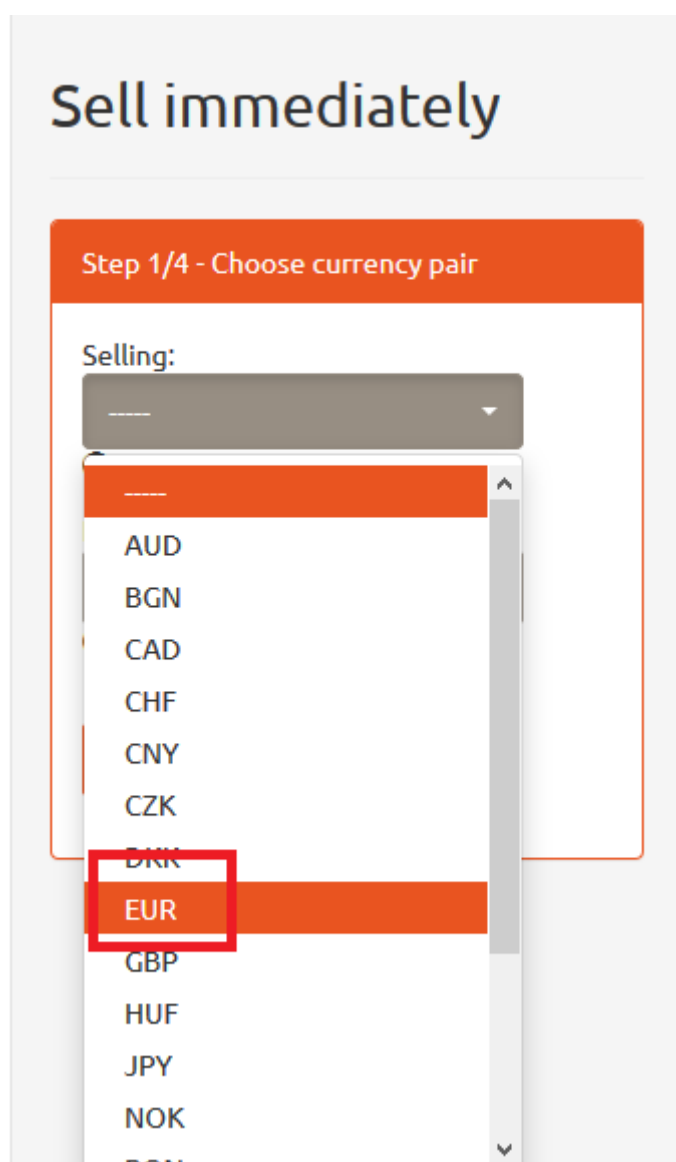 Sell immediately
Step 1/4 - Choose currency pair
Selling:
-----
-----
AUD
BGN
CAD
CHF
CNY
CZK
DKK
EUR
GBP
HUF
JPY
NOK